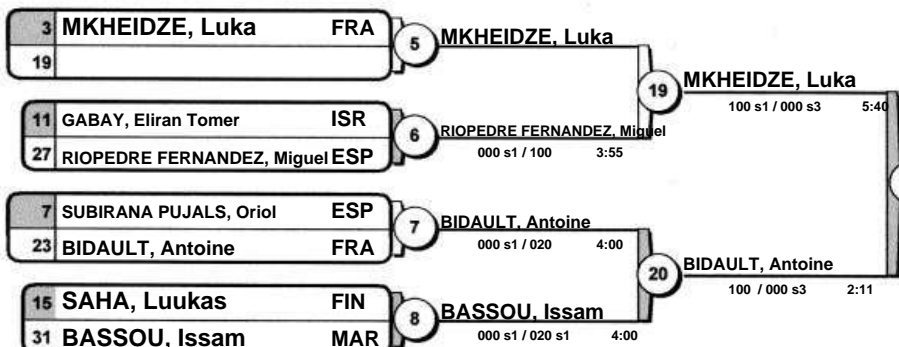 3 MKHEIDZE, Luka FRA
19
5
MKHEIDZE, Luka
11 GABAY, Eliran Tomer ISR
27 RIOPEDRE FERNANDEZ, Miguel ESP
6
RIOPEDRE FERNANDEZ, Miguel
000 s1 / 100 3:55
19
MKHEIDZE, Luka
100 s1 / 000 s3 5:40
7 SUBIRANA PUJALS, Oriol ESP
23 BIDAULT, Antoine FRA
7
BIDAULT, Antoine
000 s1 / 020 4:00
15 SAHA, Luukas FIN
31 BASSOU, Issam MAR
8
BASSOU, Issam
000 s1 / 020 s1 4:00
20
BIDAULT, Antoine
100 / 000 s3 2:11